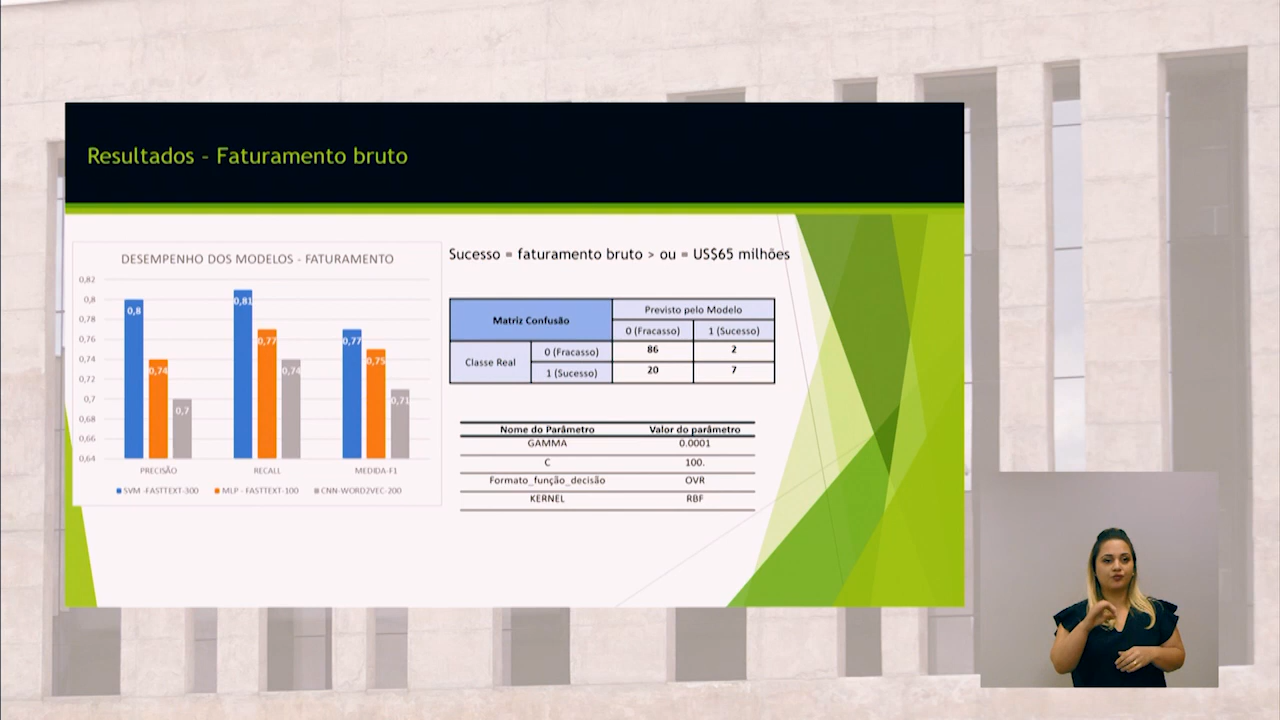 Resultados - Faturamento bruto
DESEMPENHO DOS MODELOS - FATURAMENTO
0,82
0,8
0,78
0,76
0,74
0,72
0,7
0,68
0,66
0,64
0,8
0,74
0,7
0,81
0,77
0,74
0,77
0,75
0,71
PRECISÃO RECALL MEDIDA-F1
SVM -FASTTEXT-300 MLP - FASTTEXT-100 CNN-WORD2VEC-200
Sucesso = faturamento bruto > ou = US$65 milhões
Matriz Confusão Previsto pelo Modelo
0 (Fracasso) 1 (Sucesso)
Classe Real 0 (Fracasso) 86 2
1 (Sucesso) 20 7
Nome do Parâmetro Valor do parâmetro
GAMMA 0.0001
C 100.
Formato_função_decisão OVR
KERNEL RBF